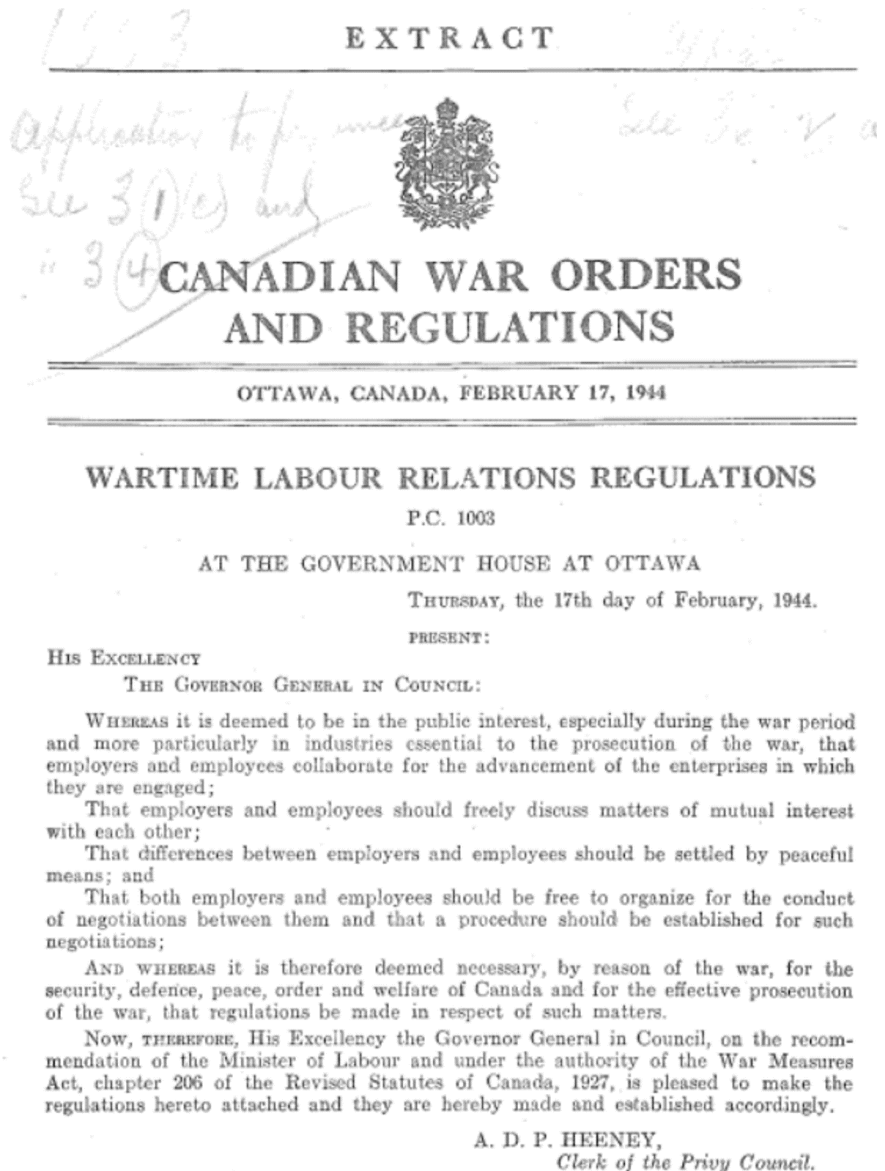 EXTRACT
Application to
See
See 3 1 (c) and
" 3 4
CANADIAN WAR ORDERS
AND REGULATIONS
OTTAWA, CANADA, FEBRUARY 17, 1944
WARTIME LABOUR RELATIONS REGULATIONS
P.C. 1003
AT THE GOVERNMENT HOUSE AT OTTAWA
THURSDAY, the 17th day of February, 1944.
PRESENT:
HIS EXCELLENCY
THE GOVERNOR GENERAL IN COUNCIL:
WHEREAS it is deemed to be in the public interest, especially during the war period
and more particularly in industries essential to the prosecution of the war, that
employers and employees collaborate for the advancement of the enterprises in which
they are engaged;
That employers and employees should freely discuss matters of mutual interest
with each other;
That differences between employers and employees should be settled by peaceful
means; and
That both employers and employees should be free to organize for the conduct
of negotiations between them and that a procedure should be established for such
negotiations;
AND WHEREAS it is therefore deemed necessary, by reason of the war, for the
security, defence, peace, order and welfare of Canada and for the effective prosecution
of the war, that regulations be made in respect of such matters.
Now, THEREFORE, His Excellency the Governor General in Council, on the recom-
mendation of the Minister of Labour and under the authority of the War Measures
Act, chapter 206 of the Revised Statutes of Canada, 1927, is pleased to make the
regulations hereto attached and they are hereby made and established accordingly.
A. D. P. HEENEY,
Clerk of the Privy Council.